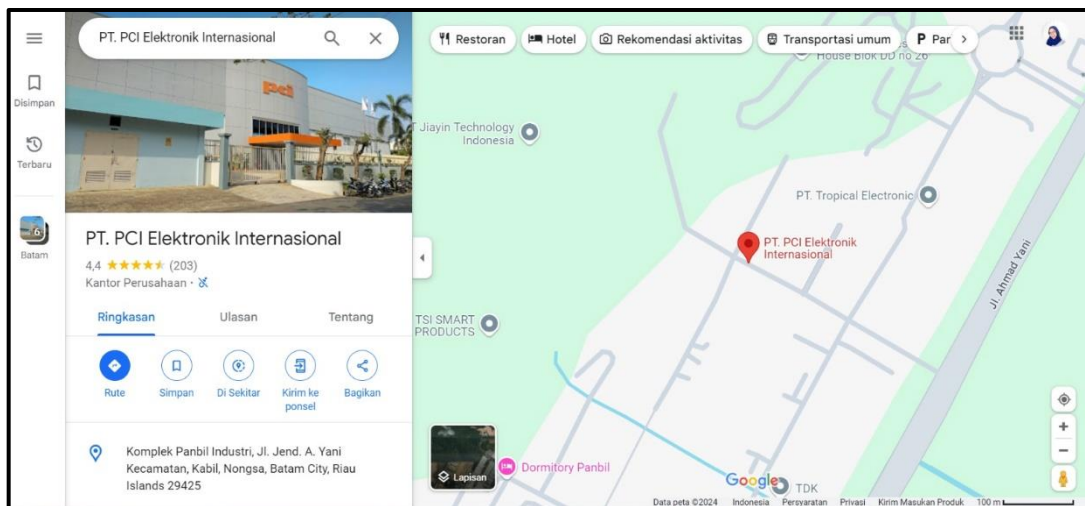 PT. PCI Elektronik Internasional
Restoran
Hotel
Rekomendasi aktivitas
Transportasi umum
P Par
Disimpan
Terbaru
6
Batam
pci
PT. PCI Elektronik Internasional
4,4 (203)
Kantor Perusahaan ·
Ringkasan
Ulasan
Tentang
Rute
Simpan
Di Sekitar
Kirim ke
ponsel
Bagikan
Komplek Panbil Industri, Jl. Jend. A. Yani
Kecamatan, Kabil, Nongsa, Batam City, Riau
Islands 29425
House Blok DD no 26
Jiayin Technology
Indonesia
PT. Tropical Electronic
PT. PCI Elektronik
Internasional
Jl. Ahmad Yani
TSI SMART
PRODUCTS
Lapisan
Dormitory Panbil
Google
TDK
Data peta ©2024
Indonesia
Persyaratan
Privasi
Kirim Masukan Produk
100 m